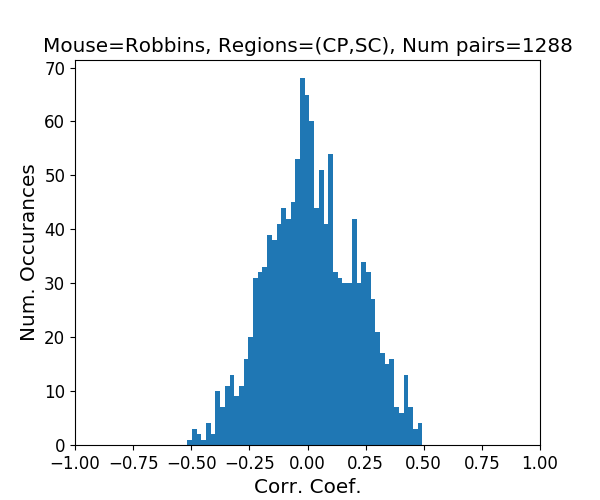 Mouse=Robbins, Regions=(CP,SC), Num pairs=1288
70
60
50
40
30
20
10
0
Num. Occurances
−1.00 −0.75 −0.50 −0.25 0.00 0.25 0.50 0.75 1.00
Corr. Coef.